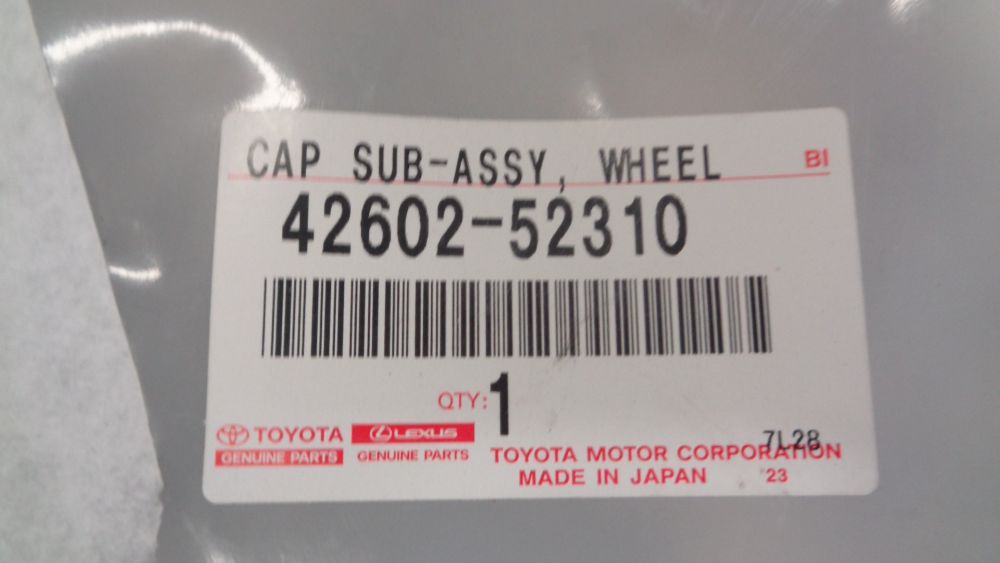 CAP SUB-ASSY, WHEEL BI
42602-52310
QTY: 1
TOYOTA LEXUS
GENUINE PARTS GENUINE PARTS
7L28
TOYOTA MOTOR CORPORATION
MADE IN JAPAN 23